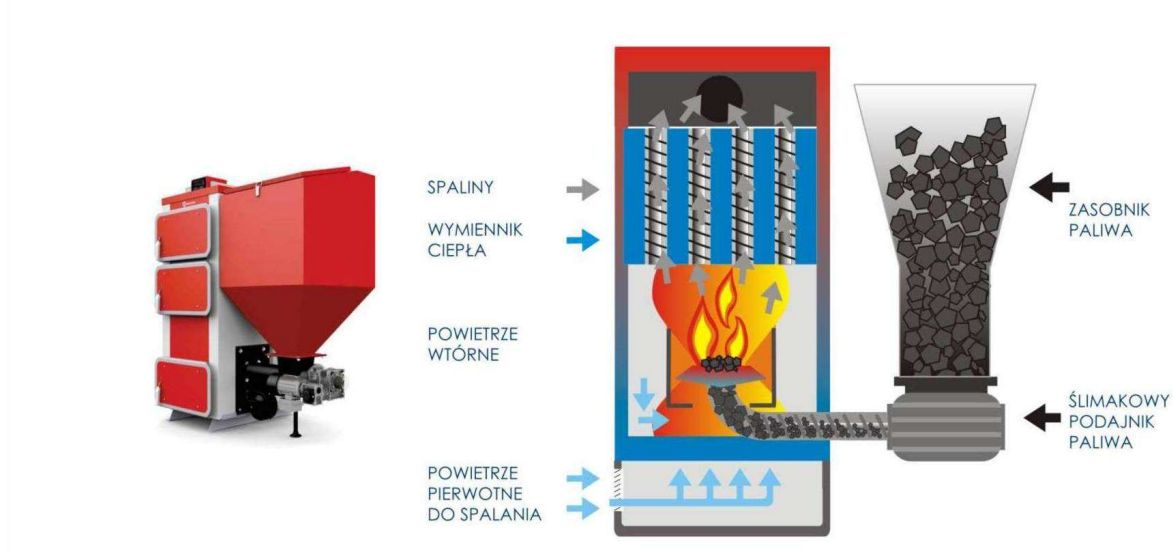 SPALINY
WYMIENNIK
CIEPŁA
POWIETRZE
WTÓRNE
POWIETRZE
PIERWOTNE
DO SPALANIA
ZASOBNIK
PALIWA
ŚLIMAKOWY
PODAJNIK
PALIWA